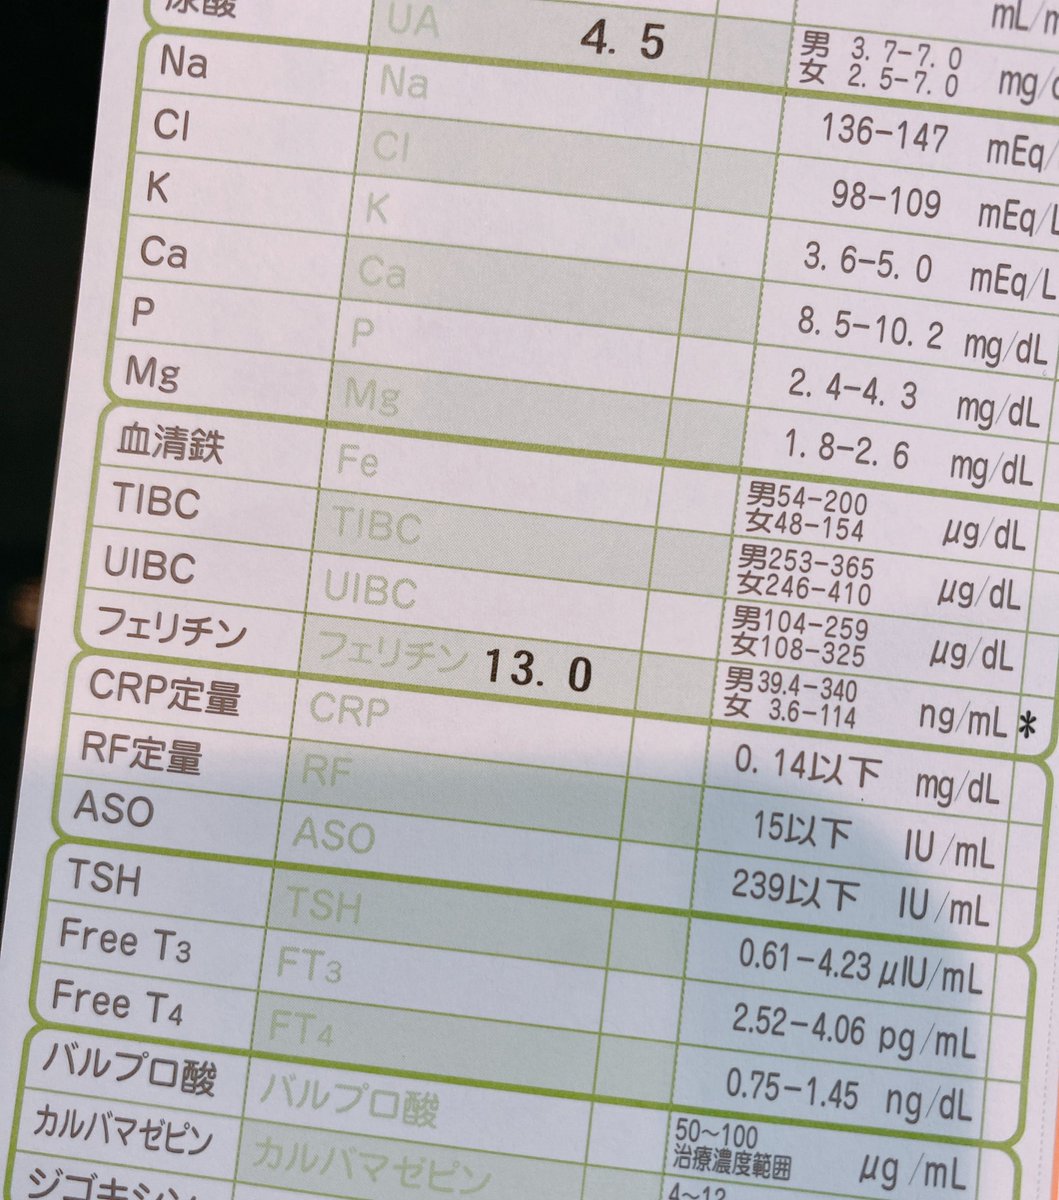 尿酸 UA 4. 5 男 3. 7-7. 0 女 2. 5-7. 0
Na Na 136-147 mEq/
Cl Cl 98-109 mEq/L
K K 3. 6-5. 0 mEq/L
Ca Ca 8. 5-10. 2 mg/dL
P P 2. 4-4. 3 mg/dL
Mg Mg 1. 8-2. 6 mg/dL
血清鉄 Fe 男54-200 女48-154 μg/dL
TIBC TIBC 男253-365 女246-410 μg/dL
UIBC UIBC 男104-259 女108-325 μg/dL
フェリチン フェリチン 13. 0 男39.4-340 女 3.6-114 ng/mL *
CRP定量 CRP 0. 14以下 mg/dL
RF定量 RF 15以下 IU/mL
ASO ASO 239以下 IU/mL
TSH TSH 0.61-4.23 μIU/mL
Free T3 FT3 2.52-4.06 pg/mL
Free T4 FT4 0.75-1.45 ng/dL
バルプロ酸 バルプロ酸 50〜100 治療濃度範囲 μg/mL
カルバマゼピン カルバマゼピン 4〜12
ジゴキシン